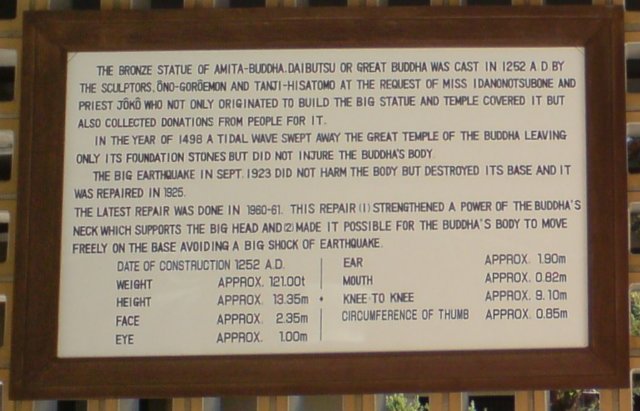 THE BRONZE STATUE OF AMITA-BUDDHA. DAIBUTSU OR GREAT BUDDHA WAS CAST IN 1252 A.D. BY
THE SCULPTORS, ŌNO-GORŌEMON AND TANJI-HISATOMO AT THE REQUEST OF MISS IDANONOTSUBONE AND
PRIEST JŌKŌ WHO NOT ONLY ORIGINATED TO BUILD THE BIG STATUE AND TEMPLE COVERED IT BUT
ALSO COLLECTED DONATIONS FROM PEOPLE FOR IT.
IN THE YEAR OF 1498 A TIDAL WAVE SWEPT AWAY THE GREAT TEMPLE OF THE BUDDHA LEAVING
ONLY ITS FOUNDATION STONES BUT DID NOT INJURE THE BUDDHA'S BODY.
THE BIG EARTHQUAKE IN SEPT. 1923 DID NOT HARM THE BODY BUT DESTROYED ITS BASE AND IT
WAS REPAIRED IN 1925.
THE LATEST REPAIR WAS DONE IN 1960-61. THIS REPAIR (1) STRENGTHENED A POWER OF THE BUDDHA'S
NECK WHICH SUPPORTS THE BIG HEAD AND (2) MADE IT POSSIBLE FOR THE BUDDHA'S BODY TO MOVE
FREELY ON THE BASE AVOIDING A BIG SHOCK OF EARTHQUAKE.
DATE OF CONSTRUCTION 1252 A.D.
WEIGHT APPROX. 121.00t
HEIGHT APPROX. 13.35m
FACE APPROX. 2.35m
EYE APPROX. 1.00m
EAR APPROX. 1.90m
MOUTH APPROX. 0.82m
KNEE TO KNEE APPROX. 9.10m
CIRCUMFERENCE OF THUMB APPROX. 0.85m